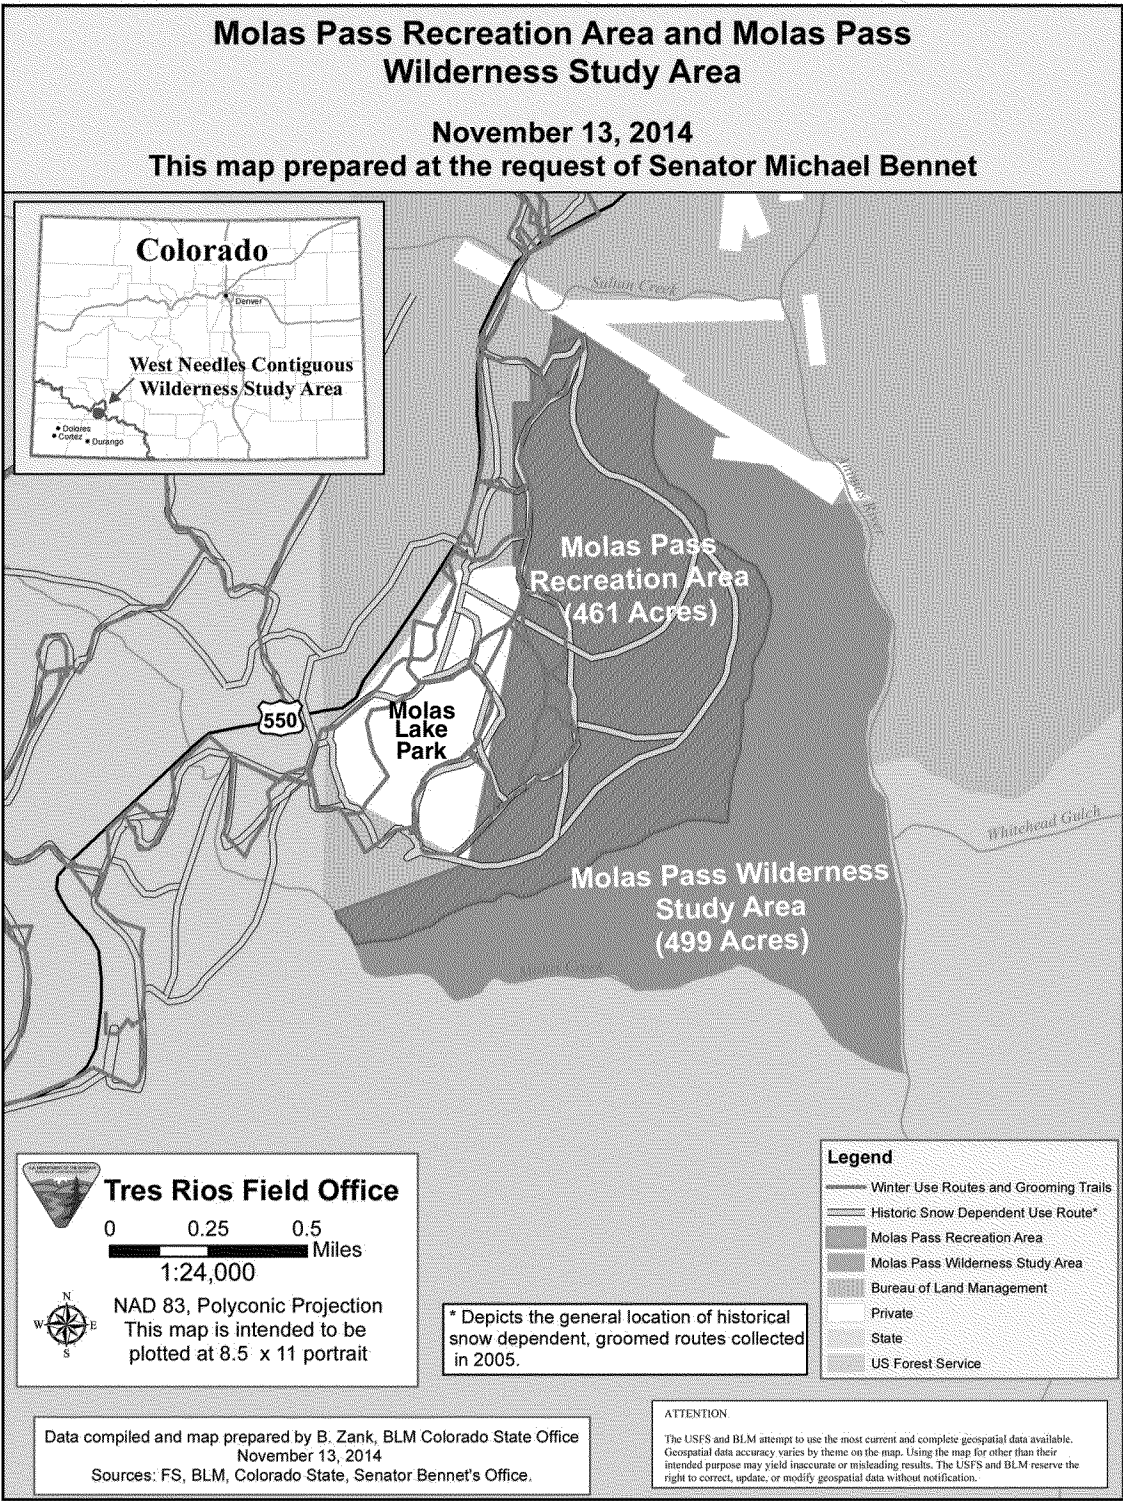 Molas Pass Recreation Area and Molas Pass
Wilderness Study Area
November 13, 2014
This map prepared at the request of Senator Michael Bennet
Colorado
Denver
West Needles Contiguous
Wilderness Study Area
Dolores
Cortez
Durango
Sultan Creek
Molas Pass
Recreation Area
(461 Acres)
550
Molas
Lake
Park
Whitehead Gulch
Molas Pass Wilderness
Study Area
(499 Acres)
Tres Rios Field Office
0 0.25 0.5
Miles
1:24,000
N
W E
S
NAD 83, Polyconic Projection
This map is intended to be
plotted at 8.5 x 11 portrait
* Depicts the general location of historical
snow dependent, groomed routes collected
in 2005.
Legend
Winter Use Routes and Grooming Trails
Historic Snow Dependent Use Route*
Molas Pass Recreation Area
Molas Pass Wilderness Study Area
Bureau of Land Management
Private
State
US Forest Service
Data compiled and map prepared by B. Zank, BLM Colorado State Office
November 13, 2014
Sources: FS, BLM, Colorado State, Senator Bennet's Office.
ATTENTION
The USFS and BLM attempt to use the most current and complete geospatial data available.
Geospatial data accuracy varies by theme on the map. Using the map for other than their
intended purpose may yield inaccurate or misleading results. The USFS and BLM reserve the
right to correct, update, or modify geospatial data without notification.